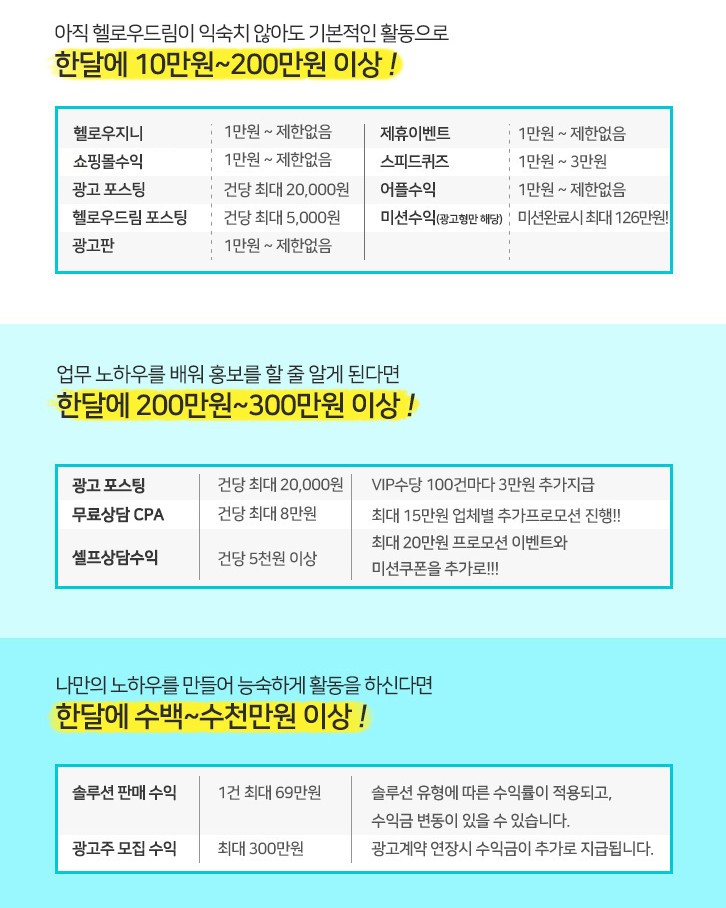 아직 헬로우드림이 익숙치 않아도 기본적인 활동으로
한달에 10만원~200만원 이상 !
헬로우지니 1만원 ~ 제한없음 제휴이벤트 1만원 ~ 제한없음
쇼핑몰수익 1만원 ~ 제한없음 스피드퀴즈 1만원 ~ 3만원
광고 포스팅 건당 최대 20,000원 어플수익 1만원 ~ 제한없음
헬로우드림 포스팅 건당 최대 5,000원 미션수익(광고형만 해당) 미션완료시 최대 126만원!
광고판 1만원 ~ 제한없음
업무 노하우를 배워 홍보를 할 줄 알게 된다면
한달에 200만원~300만원 이상 !
광고 포스팅 건당 최대 20,000원 VIP수당 100건마다 3만원 추가지급
무료상담 CPA 건당 최대 8만원 최대 15만원 업체별 추가프로모션 진행!!
셀프상담수익 건당 5천원 이상 최대 20만원 프로모션 이벤트와
미션쿠폰을 추가로!!!
나만의 노하우를 만들어 능숙하게 활동을 하신다면
한달에 수백~수천만원 이상 !
솔루션 판매 수익 1건 최대 69만원 솔루션 유형에 따른 수익률이 적용되고,
수익금 변동이 있을 수 있습니다.
광고주 모집 수익 최대 300만원 광고계약 연장시 수익금이 추가로 지급됩니다.